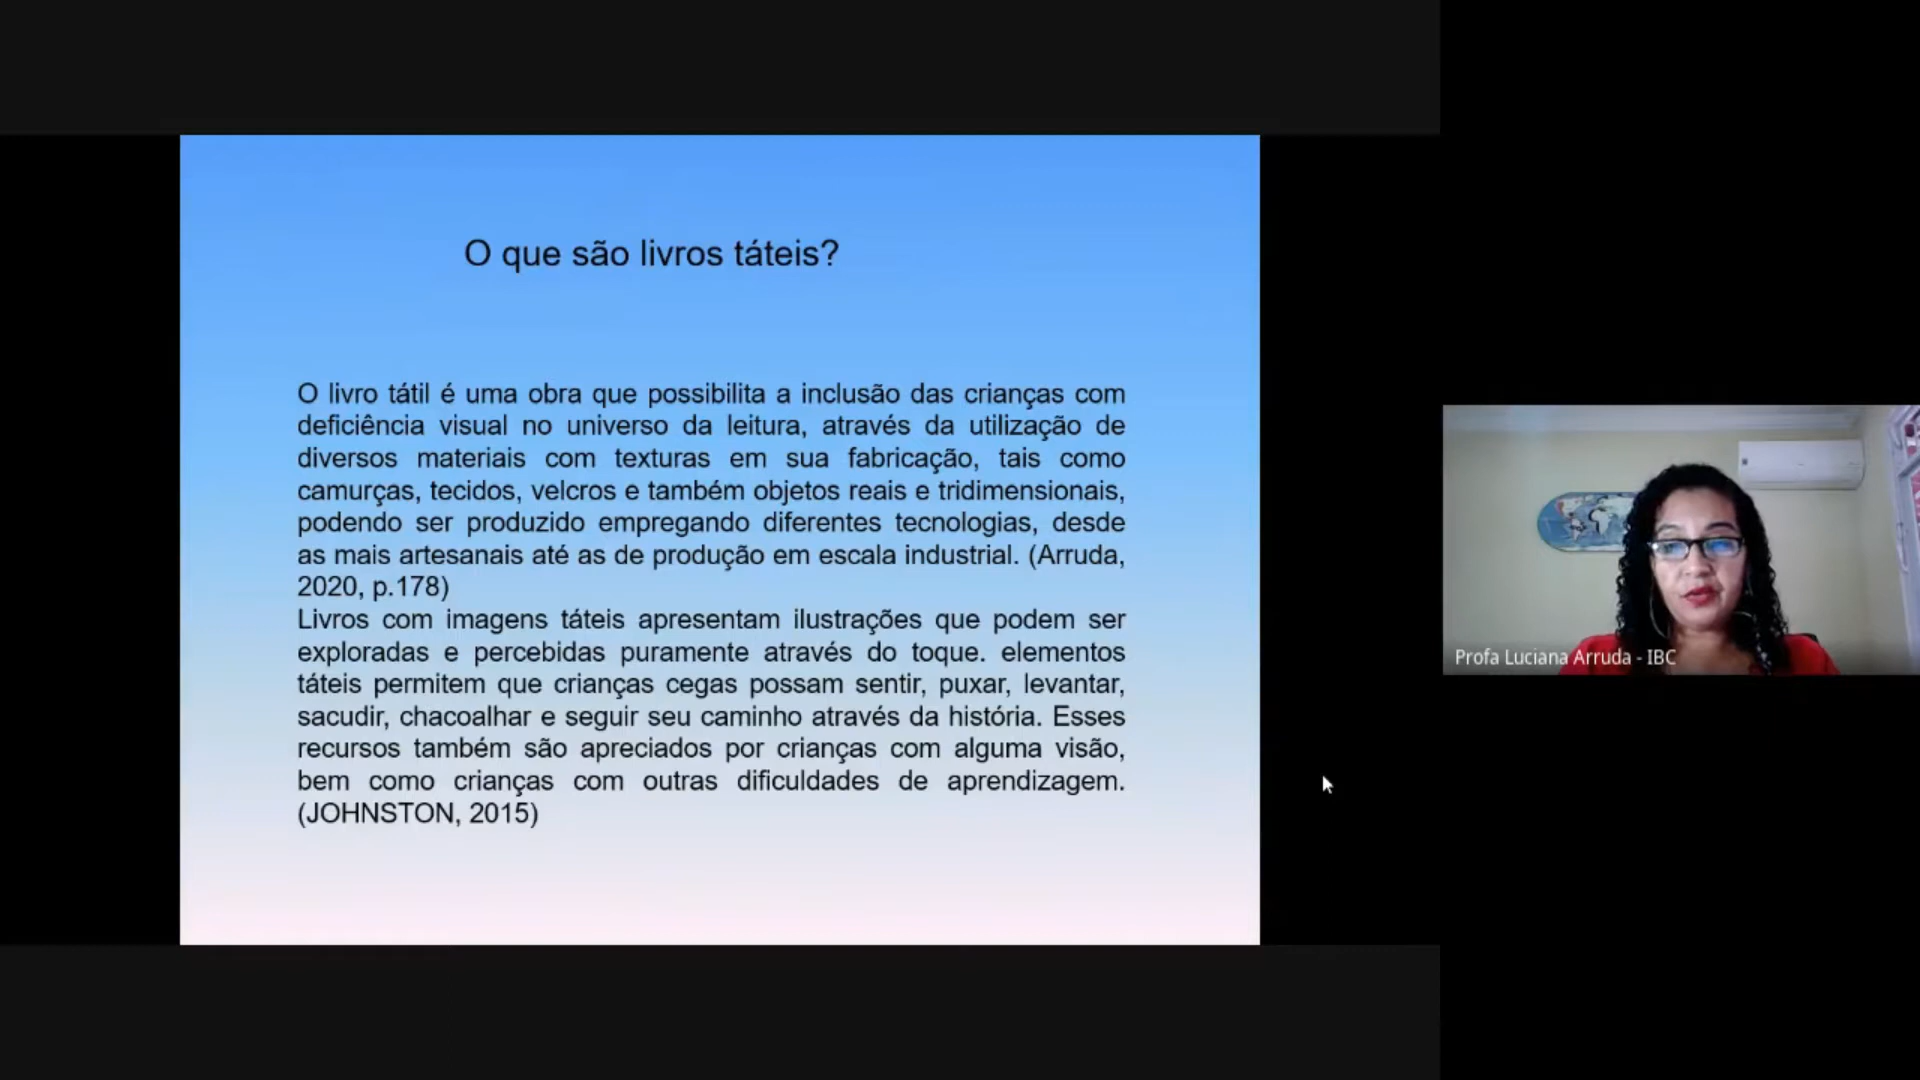 O que são livros táteis?
O livro tátil é uma obra que possibilita a inclusão das crianças com
deficiência visual no universo da leitura, através da utilização de
diversos materiais com texturas em sua fabricação, tais como
camurças, tecidos, velcros e também objetos reais e tridimensionais,
podendo ser produzido empregando diferentes tecnologias, desde
as mais artesanais até as de produção em escala industrial. (Arruda,
2020, p.178)
Livros com imagens táteis apresentam ilustrações que podem ser
exploradas e percebidas puramente através do toque. elementos
táteis permitem que crianças cegas possam sentir, puxar, levantar,
sacudir, chacoalhar e seguir seu caminho através da história. Esses
recursos também são apreciados por crianças com alguma visão,
bem como crianças com outras dificuldades de aprendizagem.
(JOHNSTON, 2015)
Profa Luciana Arruda - IBC